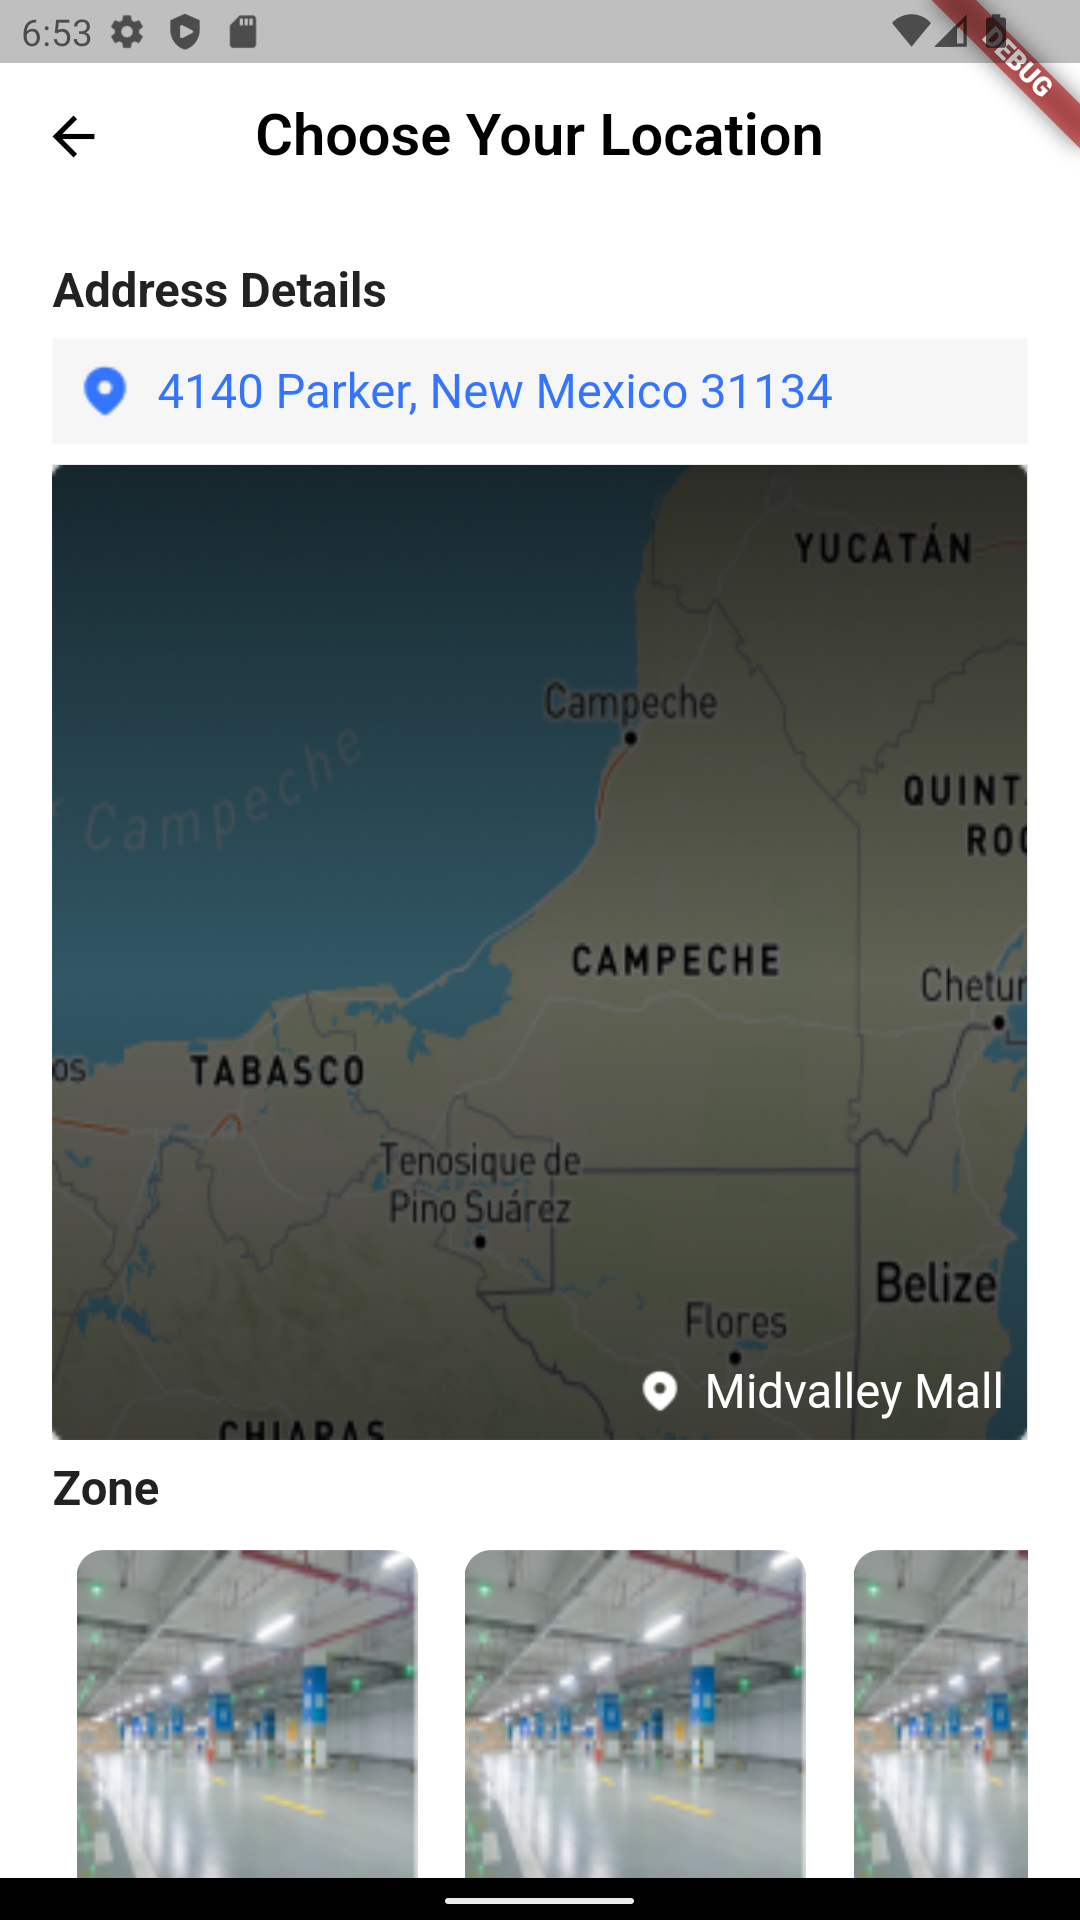 6:53
DEBUG
Choose Your Location
Address Details
4140 Parker, New Mexico 31134
YUCATÁN
Campeche
Campeche
QUINT
ROO
CAMPECHE
Chetum
os
TABASCO
Tenosique de
Pino Suárez
Belize
Flores
Midvalley Mall
CHIAPAS
Zone